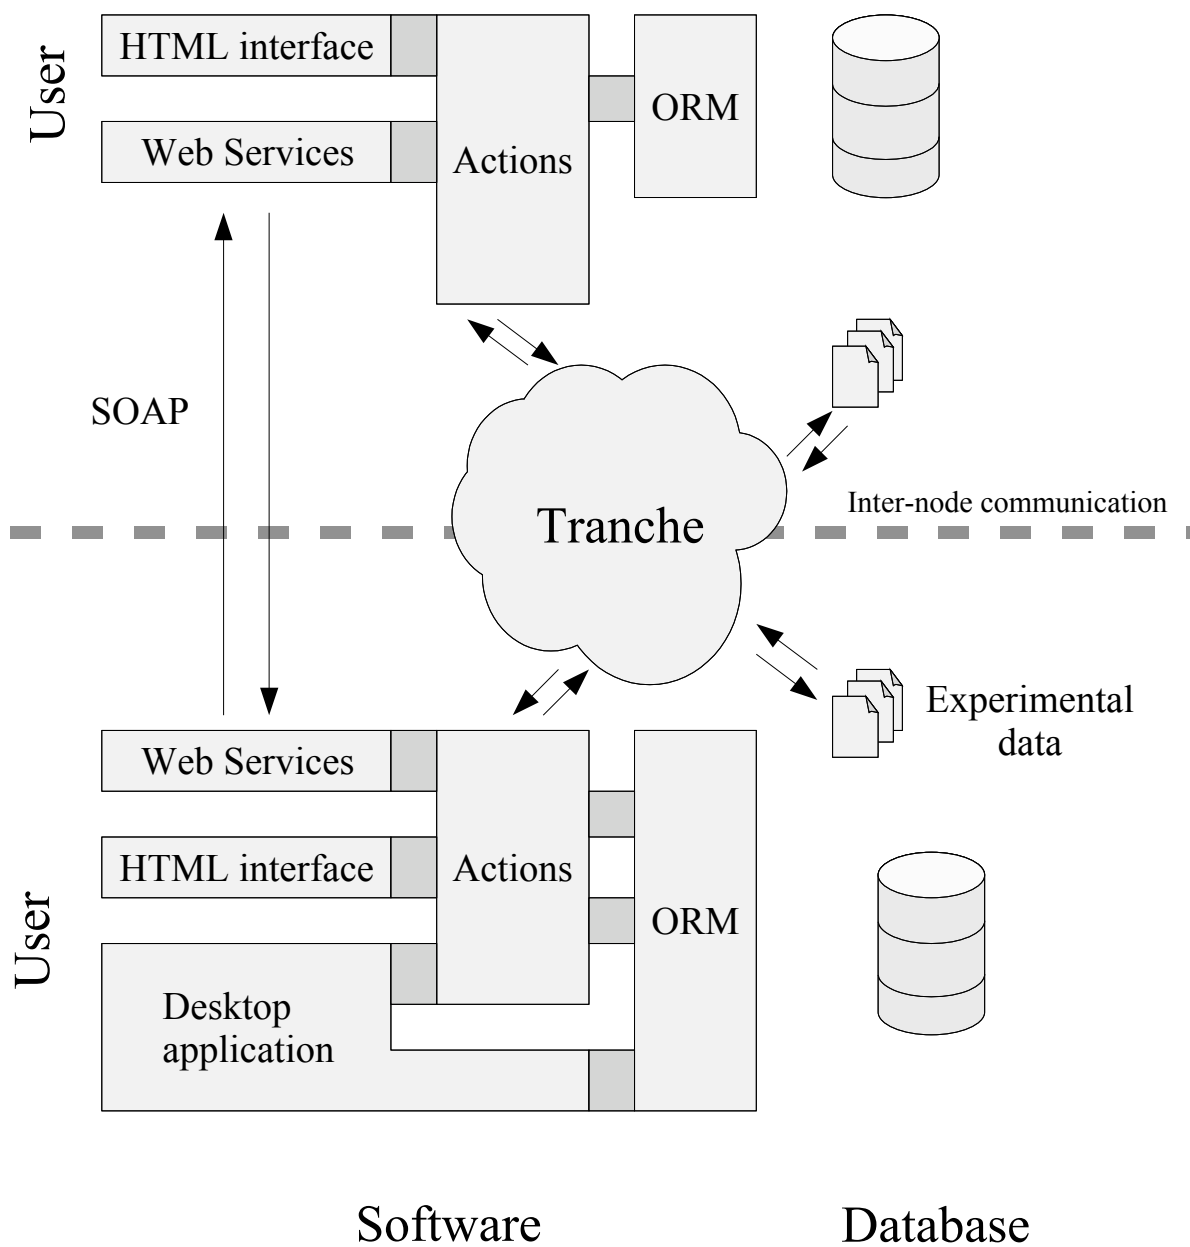 User
HTML interface
Web Services
Actions
ORM
SOAP
Tranche
Inter-node communication
Experimental
data
User
Web Services
HTML interface
Desktop
application
Actions
ORM
Software
Database